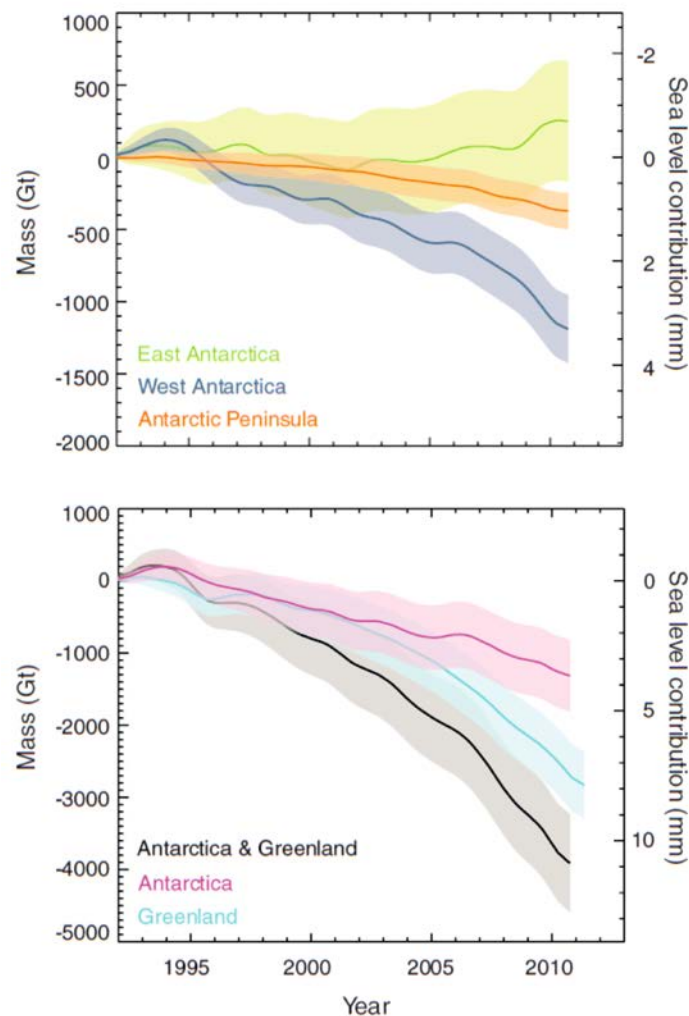 1000
500
0
-500
-1000
-1500
-2000
Mass (Gt)
-2
0
2
4
Sea level contribution (mm)
East Antarctica
West Antarctica
Antarctic Peninsula
1000
0
-1000
-2000
-3000
-4000
-5000
Mass (Gt)
0
5
10
Sea level contribution (mm)
Antarctica & Greenland
Antarctica
Greenland
1995
2000
2005
2010
Year